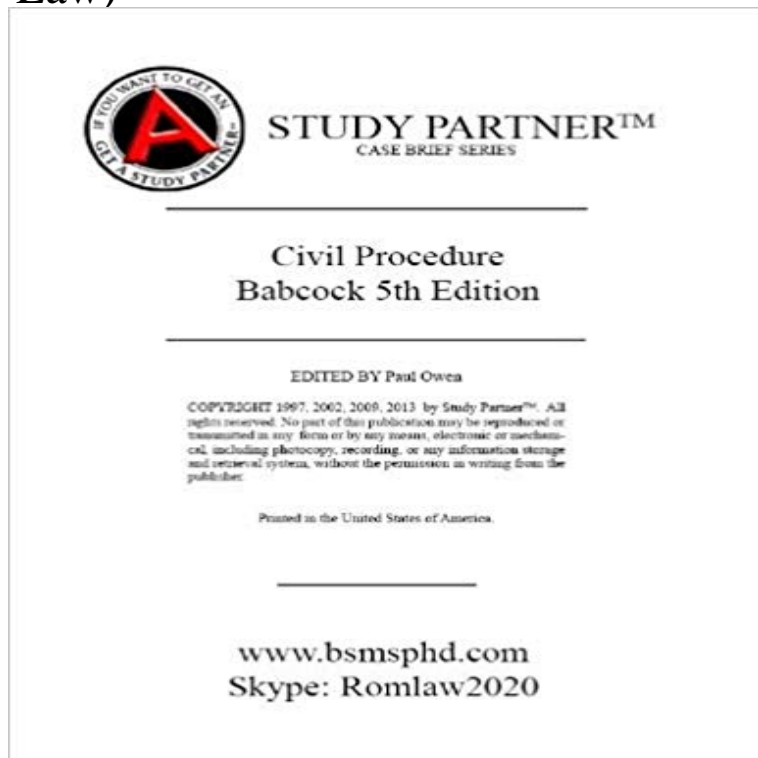 Law)
IF YOU WANT TO GET AN
A
GET A STUDY PARTNER
STUDY PARTNER™
CASE BRIEF SERIES
Civil Procedure
Babcock 5th Edition
EDITED BY Paul Owen
COPYRIGHT 1997, 2002, 2009, 2013 by Study Partner™. All
rights reserved. No part of this publication may be reproduced or
transmitted in any form or by any means, electronic or mechan-
cal, including photocopy, recording, or any information storage
and retrieval system, without the permission in writing from the
publisher.
Printed in the United States of America.
www.bsmsphd.com
Skype: Romlaw2020